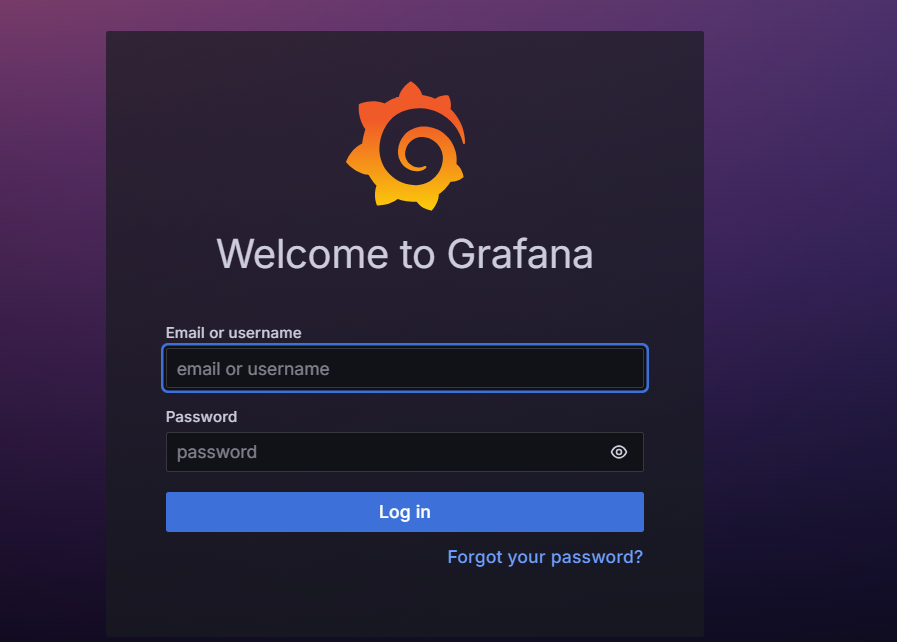 Welcome to Grafana
Email or username
email or username
Password
password
Log in
Forgot your password?